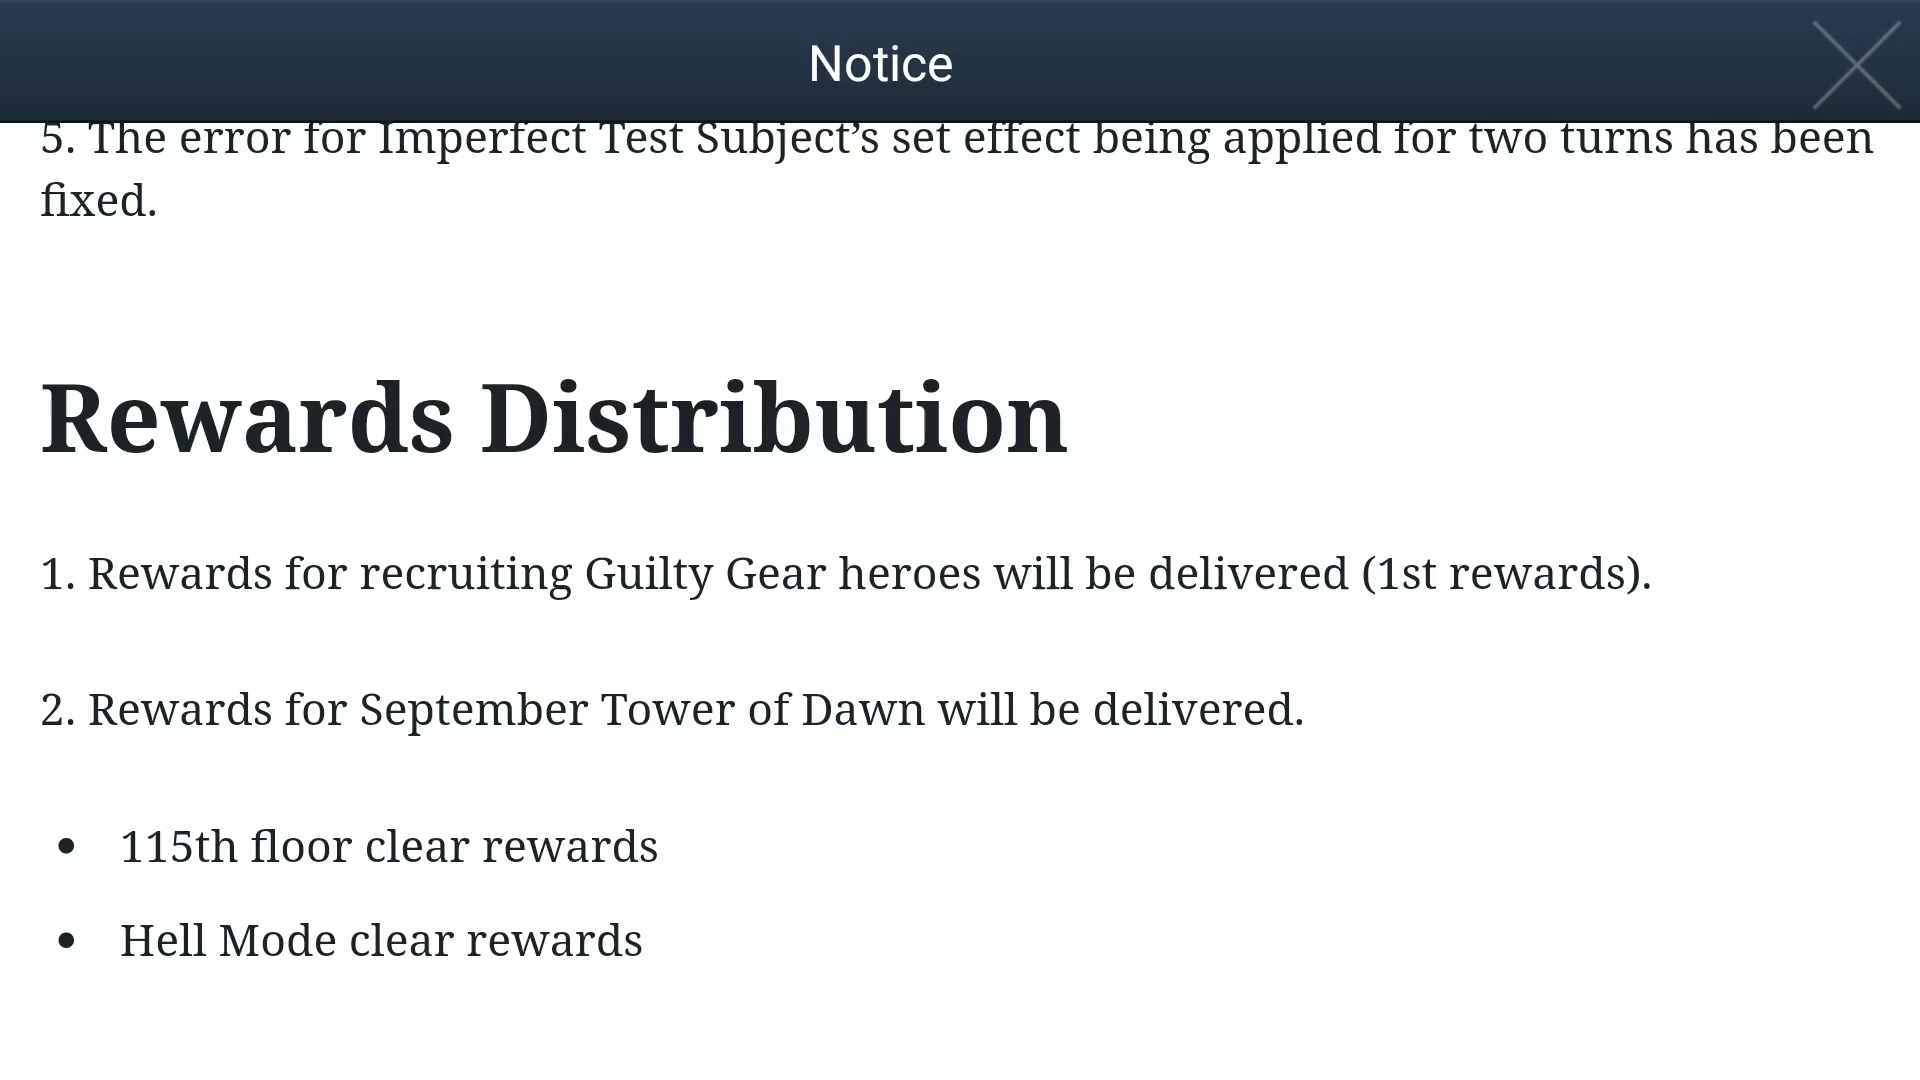 Notice
5. The error for Imperfect Test Subject’s set effect being applied for two turns has been
fixed.
Rewards Distribution
1. Rewards for recruiting Guilty Gear heroes will be delivered (1st rewards).
2. Rewards for September Tower of Dawn will be delivered.
• 115th floor clear rewards
• Hell Mode clear rewards